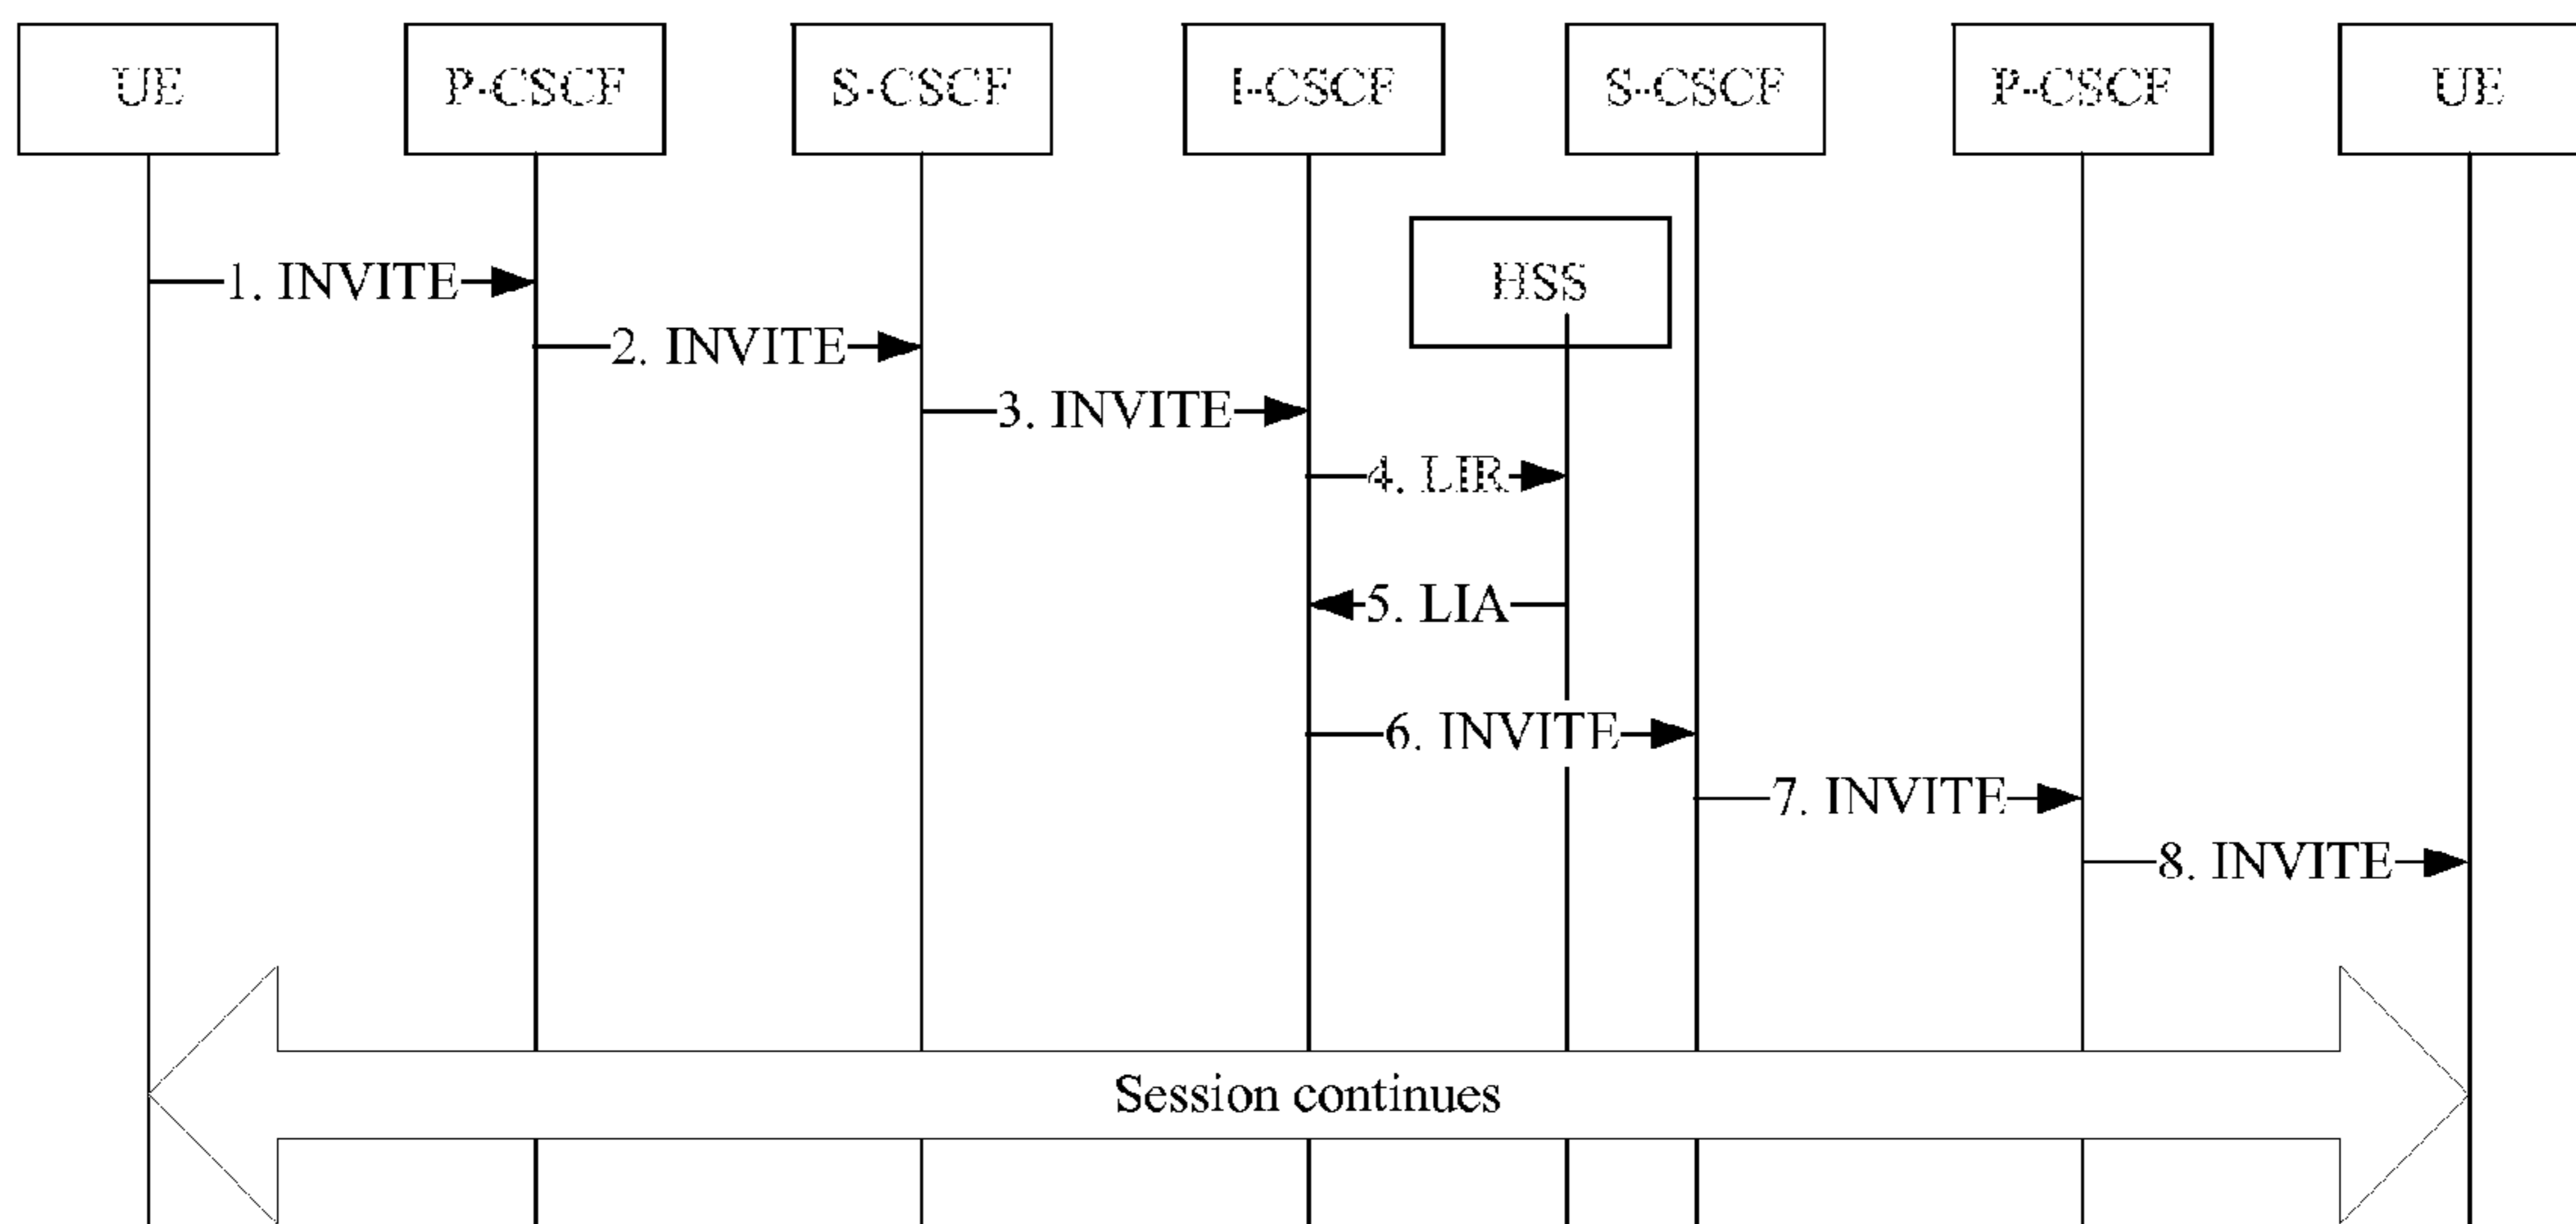 UE
P-CSCF
S-CSCF
I-CSCF
S-CSCF
P-CSCF
UE
HSS
1. INVITE
2. INVITE
3. INVITE
4. LIR
5. LIA
6. INVITE
7. INVITE
8. INVITE
Session continues